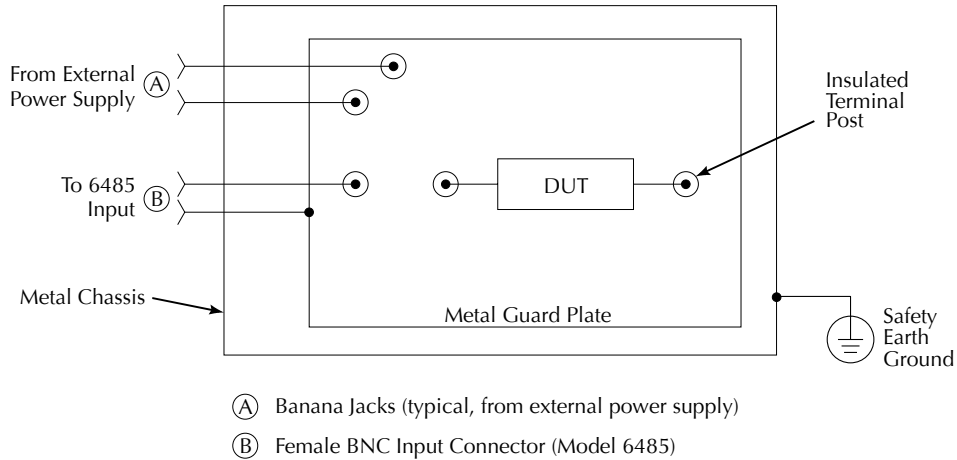 From External
Power Supply
A
To 6485
Input
B
DUT
Insulated
Terminal
Post
Metal Chassis
Metal Guard Plate
Safety
Earth
Ground
A Banana Jacks (typical, from external power supply)
B Female BNC Input Connector (Model 6485)